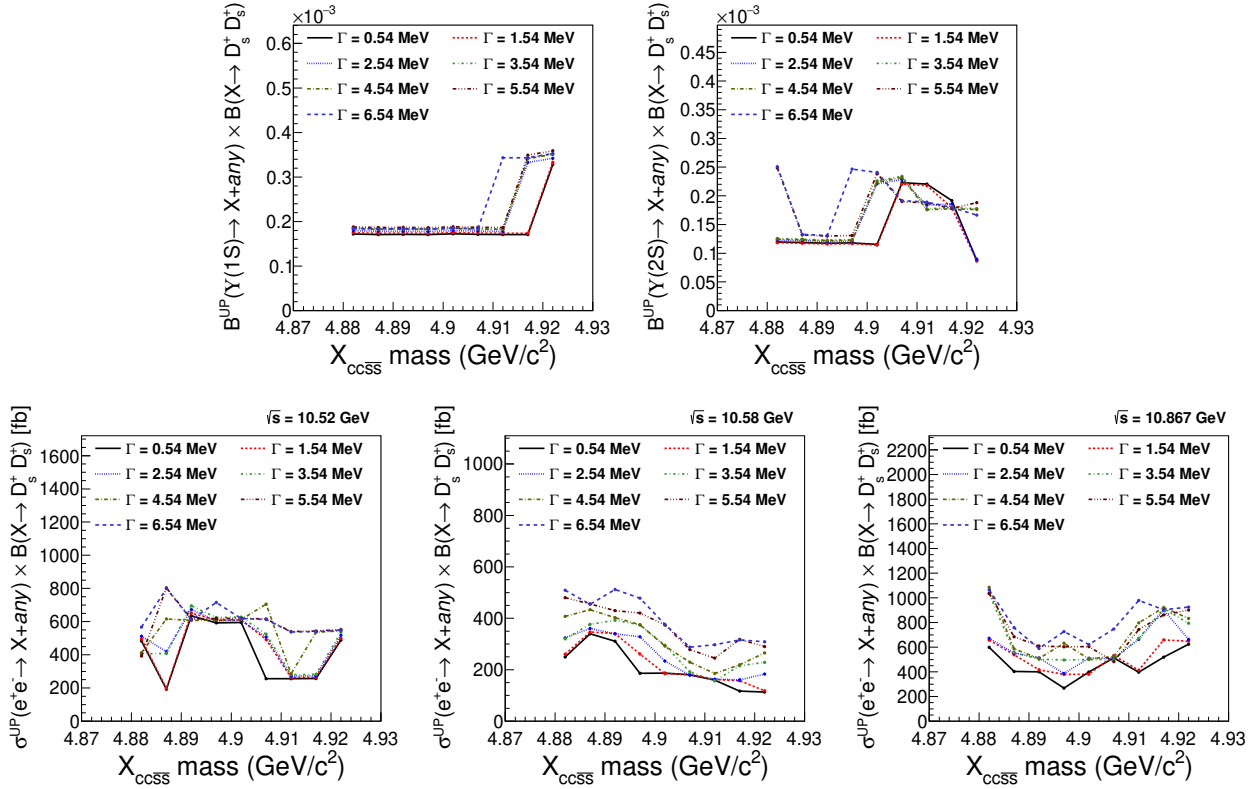 ×10⁻³
B^UP(Υ(1S)→ X+any) × B(X→ D_s^+ D_s^+)
0.6
0.5
0.4
0.3
0.2
0.1
0
Γ = 0.54 MeV
Γ = 1.54 MeV
Γ = 2.54 MeV
Γ = 3.54 MeV
Γ = 4.54 MeV
Γ = 5.54 MeV
Γ = 6.54 MeV
4.87 4.88 4.89 4.9 4.91 4.92 4.93
X_cc\overline{ss} mass (GeV/c²)
×10⁻³
B^UP(Υ(2S)→ X+any) × B(X→ D_s^+ D_s^+)
0.45
0.4
0.35
0.3
0.25
0.2
0.15
0.1
0.05
0
Γ = 0.54 MeV
Γ = 1.54 MeV
Γ = 2.54 MeV
Γ = 3.54 MeV
Γ = 4.54 MeV
Γ = 5.54 MeV
Γ = 6.54 MeV
4.87 4.88 4.89 4.9 4.91 4.92 4.93
X_cc\overline{ss} mass (GeV/c²)
√s = 10.52 GeV
σ^UP(e⁺e⁻→ X+any) × B(X→ D_s^+ D_s^+) [fb]
1600
1400
1200
1000
800
600
400
200
0
Γ = 0.54 MeV
Γ = 1.54 MeV
Γ = 2.54 MeV
Γ = 3.54 MeV
Γ = 4.54 MeV
Γ = 5.54 MeV
Γ = 6.54 MeV
4.87 4.88 4.89 4.9 4.91 4.92 4.93
X_cc\overline{ss} mass (GeV/c²)
√s = 10.58 GeV
σ^UP(e⁺e⁻→ X+any) × B(X→ D_s^+ D_s^+) [fb]
1000
800
600
400
200
0
Γ = 0.54 MeV
Γ = 1.54 MeV
Γ = 2.54 MeV
Γ = 3.54 MeV
Γ = 4.54 MeV
Γ = 5.54 MeV
Γ = 6.54 MeV
4.87 4.88 4.89 4.9 4.91 4.92 4.93
X_cc\overline{ss} mass (GeV/c²)
√s = 10.867 GeV
σ^UP(e⁺e⁻→ X+any) × B(X→ D_s^+ D_s^+) [fb]
2200
2000
1800
1600
1400
1200
1000
800
600
400
200
0
Γ = 0.54 MeV
Γ = 1.54 MeV
Γ = 2.54 MeV
Γ = 3.54 MeV
Γ = 4.54 MeV
Γ = 5.54 MeV
Γ = 6.54 MeV
4.87 4.88 4.89 4.9 4.91 4.92 4.93
X_cc\overline{ss} mass (GeV/c²)